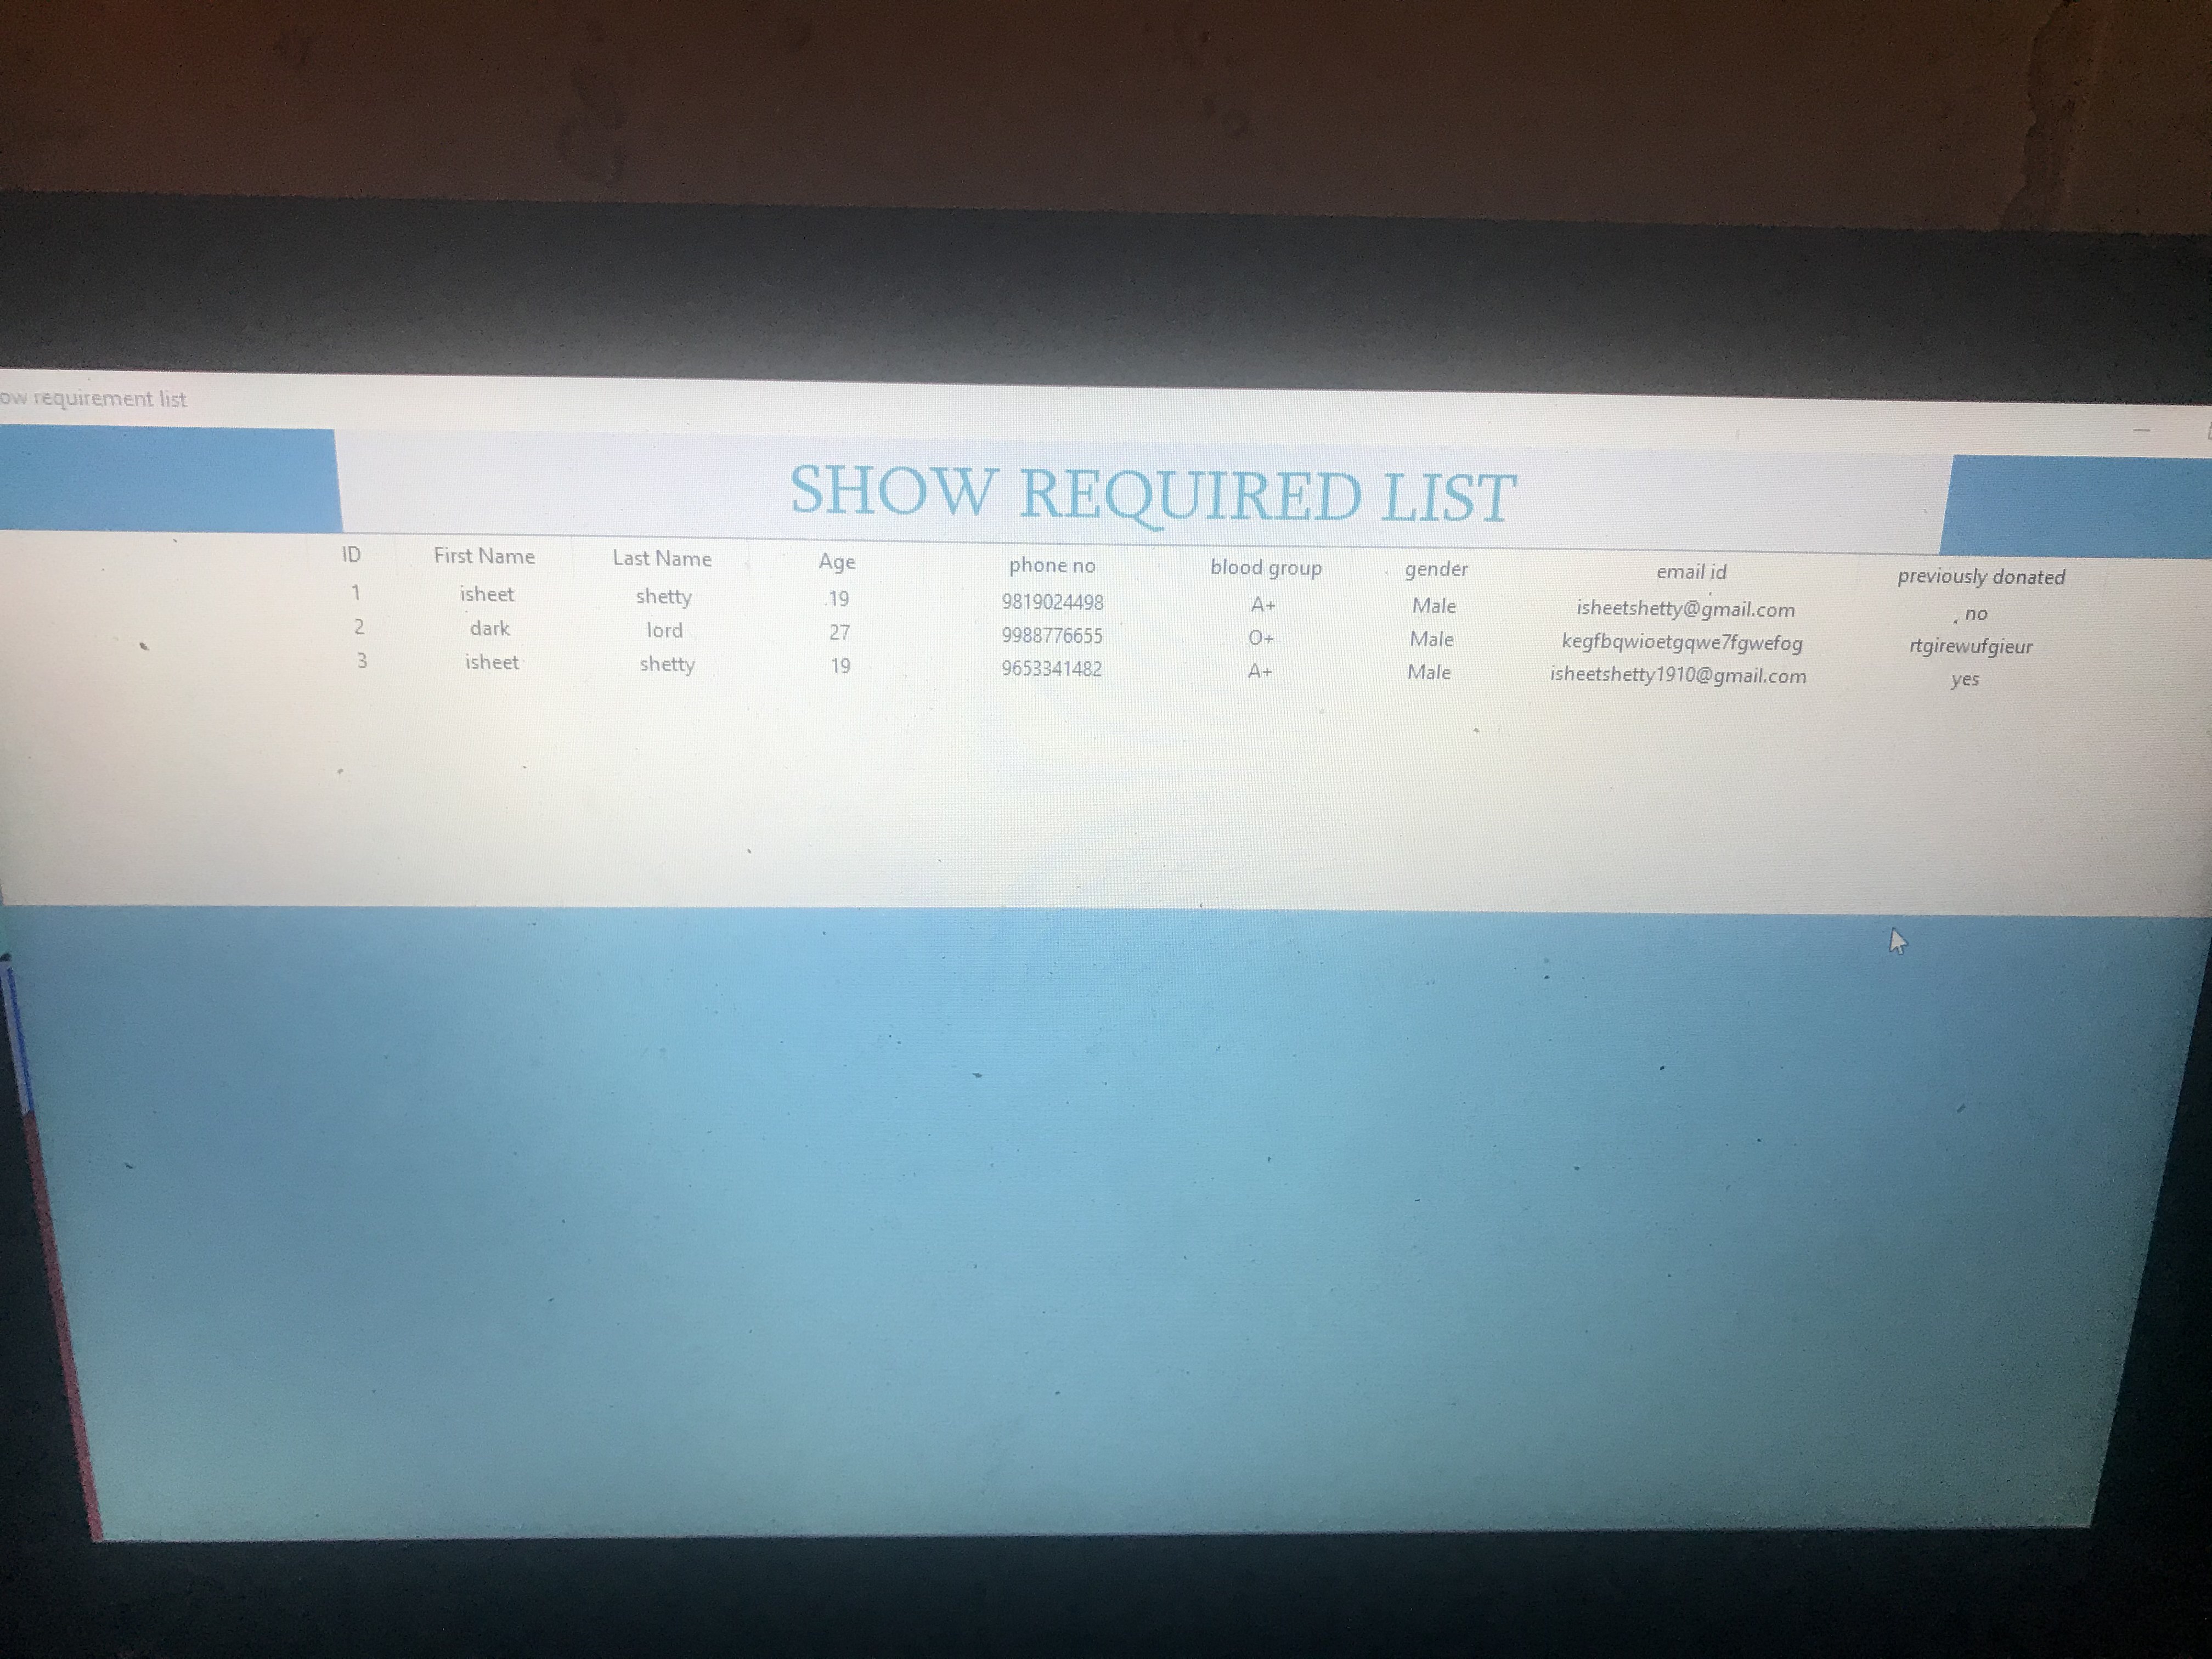 ow requirement list
SHOW REQUIRED LIST
ID First Name Last Name Age phone no blood group gender email id previously donated
1 isheet shetty 19 9819024498 A+ Male isheetshetty@gmail.com no
2 dark lord 27 9988776655 O+ Male kegfbqwioetgqwe7fgwefog rtgirewufgieur
3 isheet shetty 19 9653341482 A+ Male isheetshetty1910@gmail.com yes